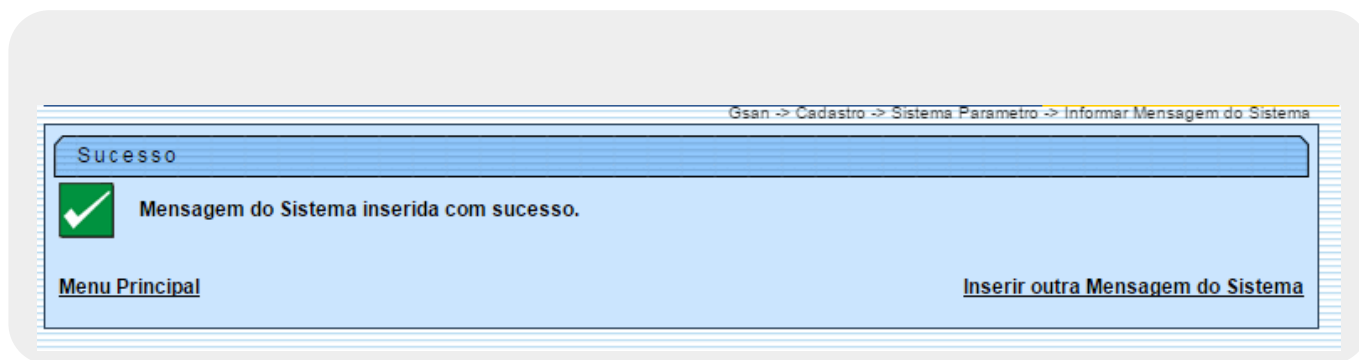 Gsan -> Cadastro -> Sistema Parametro -> Informar Mensagem do Sistema
Sucesso
Mensagem do Sistema inserida com sucesso.
Menu Principal
Inserir outra Mensagem do Sistema